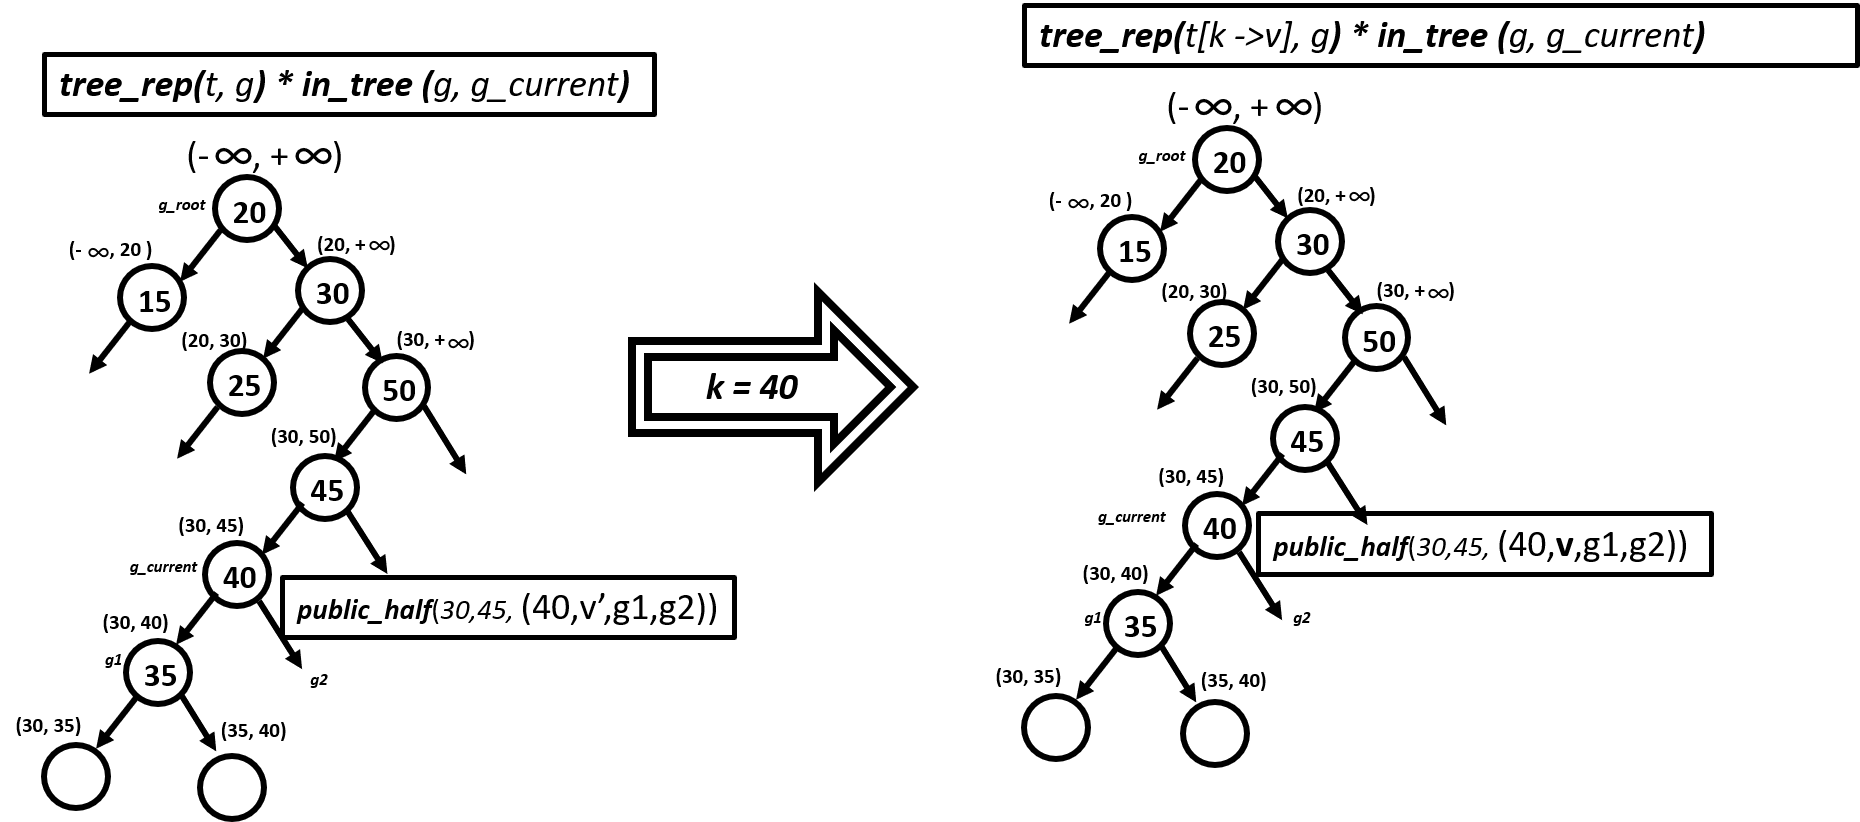 tree_rep(t, g) * in_tree (g, g_current)
(- ∞, + ∞)
g_root
20
(- ∞, 20 )
(20, + ∞)
15
30
(20, 30)
(30, + ∞)
25
50
(30, 50)
45
(30, 45)
g_current
40
public_half(30,45, (40,v’,g1,g2))
(30, 40)
g1
35
g2
(30, 35)
(35, 40)
k = 40
tree_rep(t[k ->v], g) * in_tree (g, g_current)
(- ∞, + ∞)
g_root
20
(- ∞, 20 )
(20, + ∞)
15
30
(20, 30)
(30, + ∞)
25
50
(30, 50)
45
(30, 45)
g_current
40
public_half(30,45, (40,v,g1,g2))
(30, 40)
g1
35
g2
(30, 35)
(35, 40)